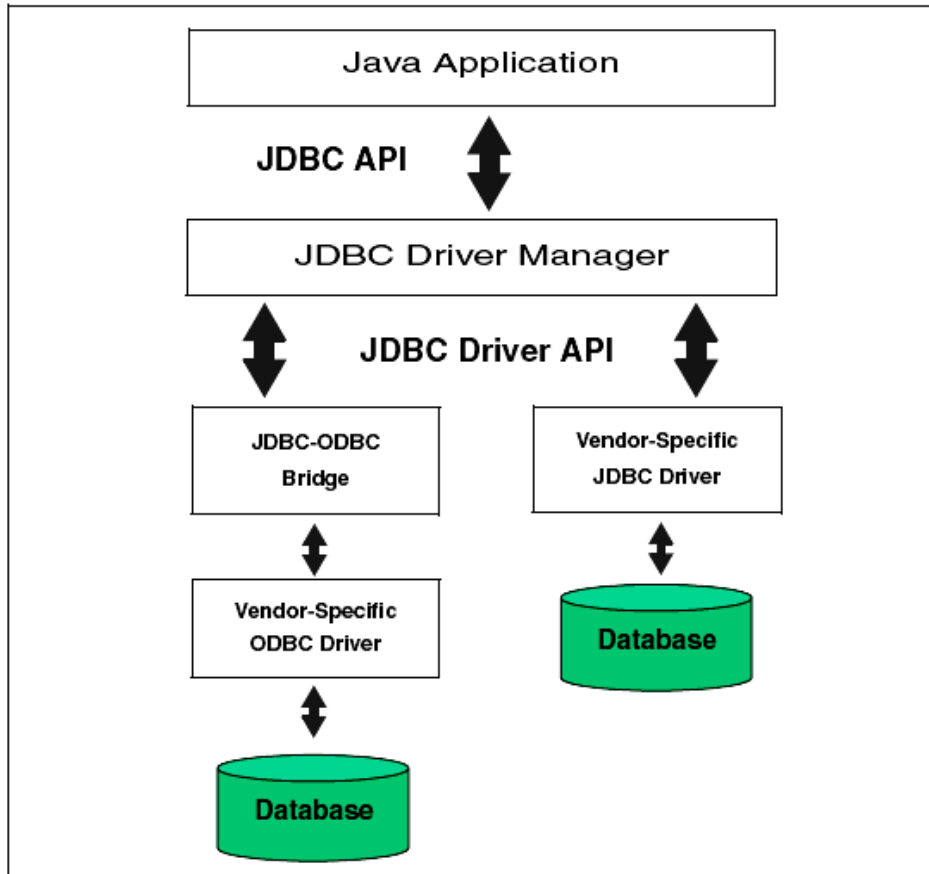 Java Application
JDBC API
JDBC Driver Manager
JDBC Driver API
JDBC-ODBC
Bridge
Vendor-Specific
JDBC Driver
Vendor-Specific
ODBC Driver
Database
Database